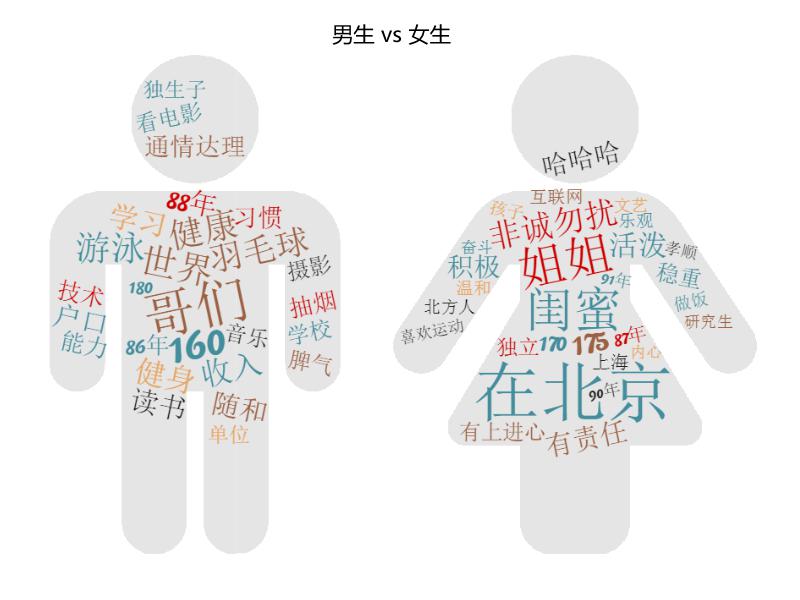 男生 vs 女生
独生子
看电影
通情达理
88年
学习
习惯
健康
游泳
羽毛球
世界
摄影
180
技术
哥们
抽烟
户口
学校
能力
86年
160
音乐
脾气
健身
收入
读书
随和
单位
哈哈哈
互联网
孩子
文艺
非诚勿扰
乐观
奋斗
姐姐
活泼
孝顺
积极
稳重
91年
温和
闺蜜
做饭
北方人
喜欢运动
研究生
独立
170
175
87年
内心
上海
在北京
90年
有上进心
有责任